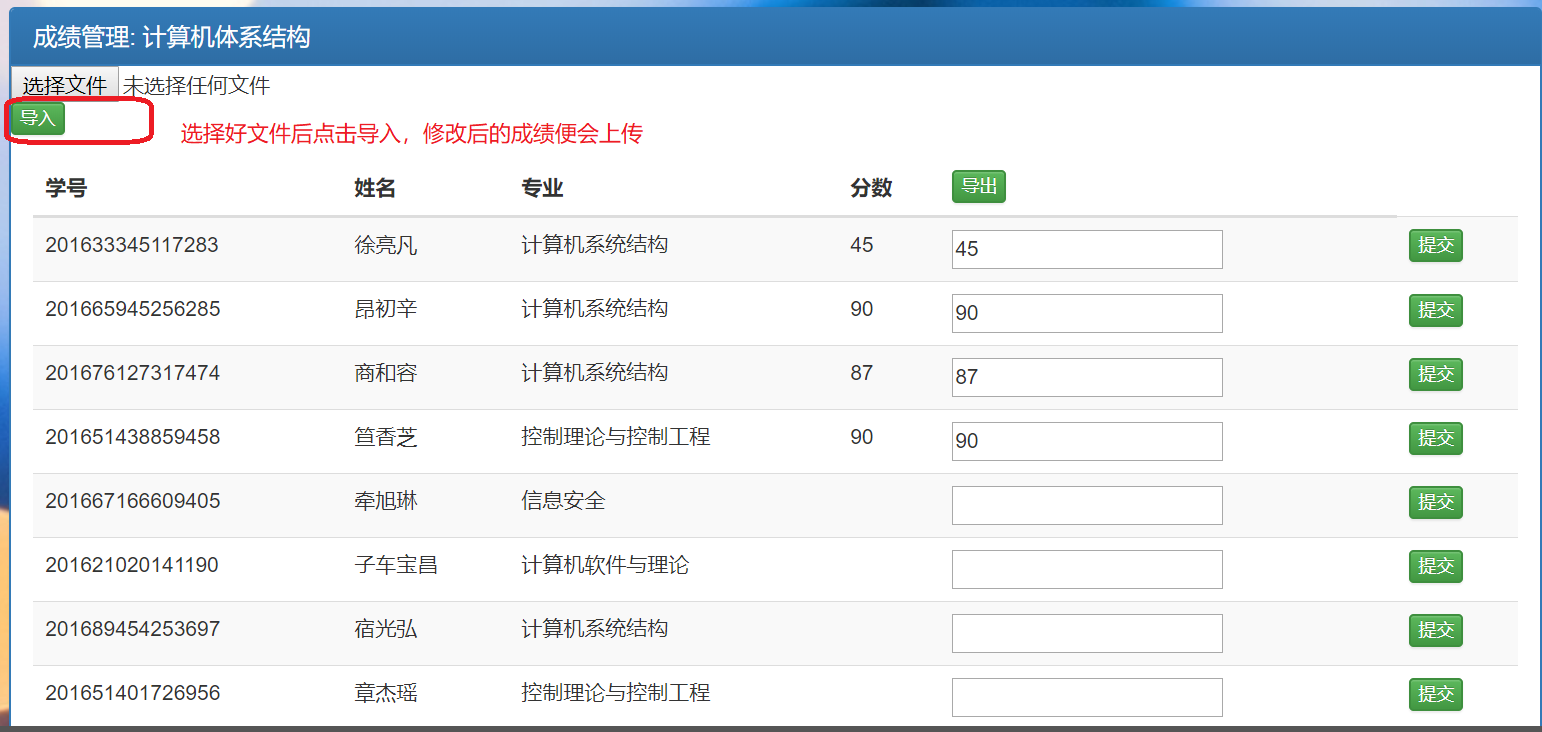 成绩管理: 计算机体系结构
选择文件 未选择任何文件
导入
选择好文件后点击导入，修改后的成绩便会上传
学号 姓名 专业 分数 导出
201633345117283 徐亮凡 计算机系统结构 45 45 提交
201665945256285 昂初辛 计算机系统结构 90 90 提交
201676127317474 商和容 计算机系统结构 87 87 提交
201651438859458 笪香芝 控制理论与控制工程 90 90 提交
201667166609405 牵旭琳 信息安全 提交
201621020141190 子车宝昌 计算机软件与理论 提交
201689454253697 宿光弘 计算机系统结构 提交
201651401726956 章杰瑶 控制理论与控制工程 提交